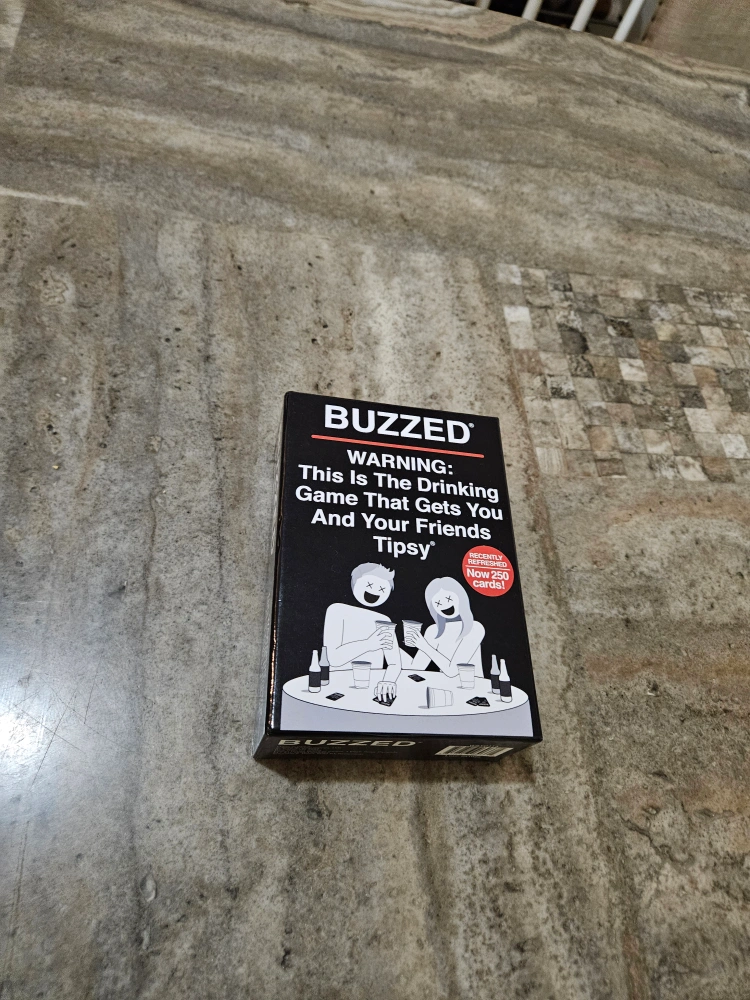 BUZZED®
WARNING:
This Is The Drinking
Game That Gets You
And Your Friends
Tipsy®
RECENTLY
REFRESHED
Now 250
cards!
BUZZED